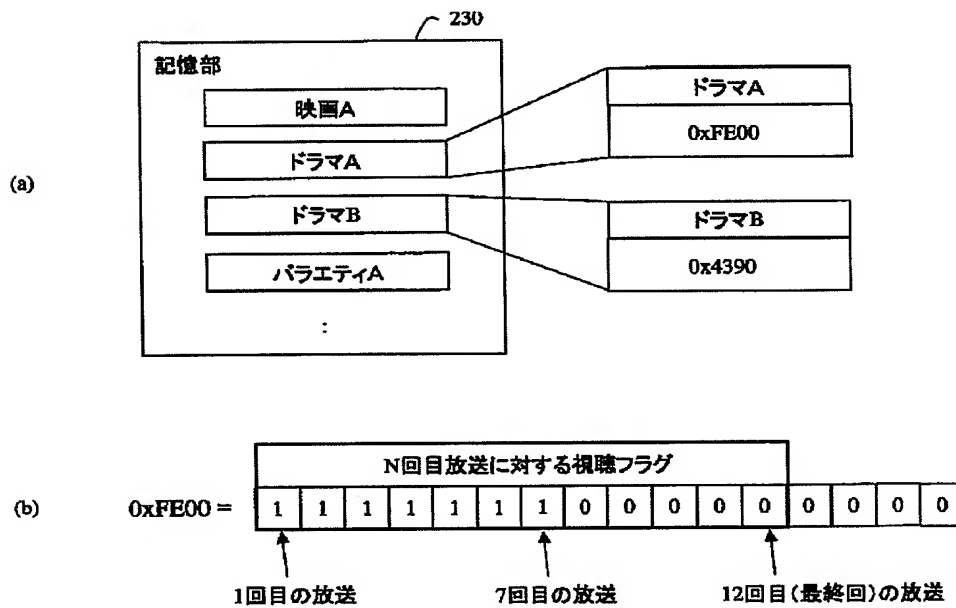 230
記憶部
映画A
ドラマA
ドラマB
バラエティA
:
ドラマA
0xFE00
ドラマB
0x4390
(a)
N回目放送に対する視聴フラグ
(b)
0xFE00 = 1 1 1 1 1 1 1 0 0 0 0 0 0 0 0 0
1回目の放送 7回目の放送 12回目(最終回)の放送